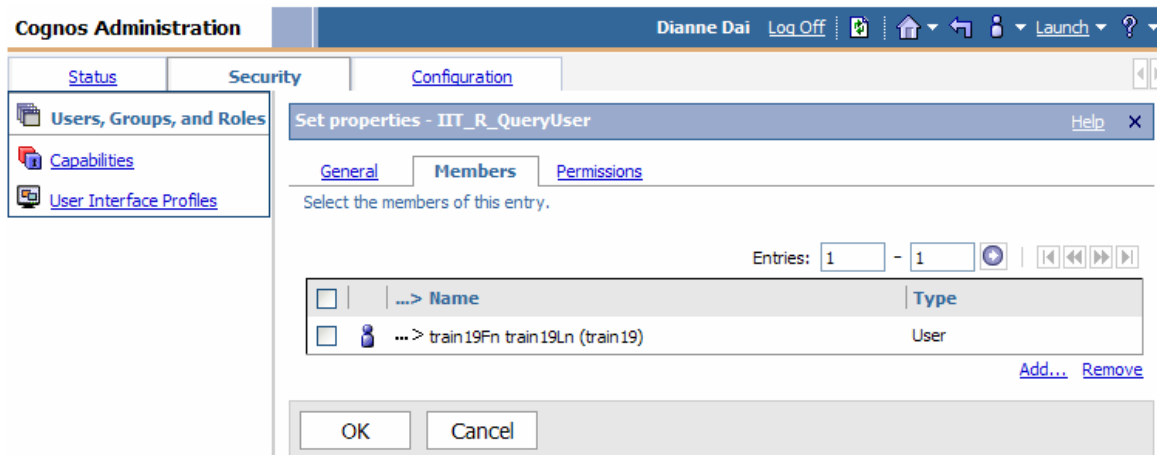 Cognos Administration Dianne Dai Log Off Launch ?
Status Security Configuration
Users, Groups, and Roles
Capabilities
User Interface Profiles
Set properties - IIT_R_QueryUser Help X
General Members Permissions
Select the members of this entry.
Entries: 1 - 1
...> Name Type
...> train19Fn train19Ln (train19) User
Add... Remove
OK Cancel